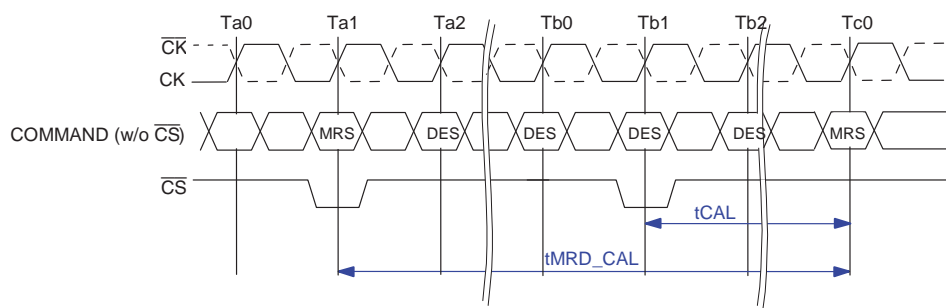 Ta0 Ta1 Ta2 Tb0 Tb1 Tb2 Tc0
CK
CK
COMMAND (w/o CS) MRS DES DES DES DES MRS
CS
tCAL
tMRD_CAL